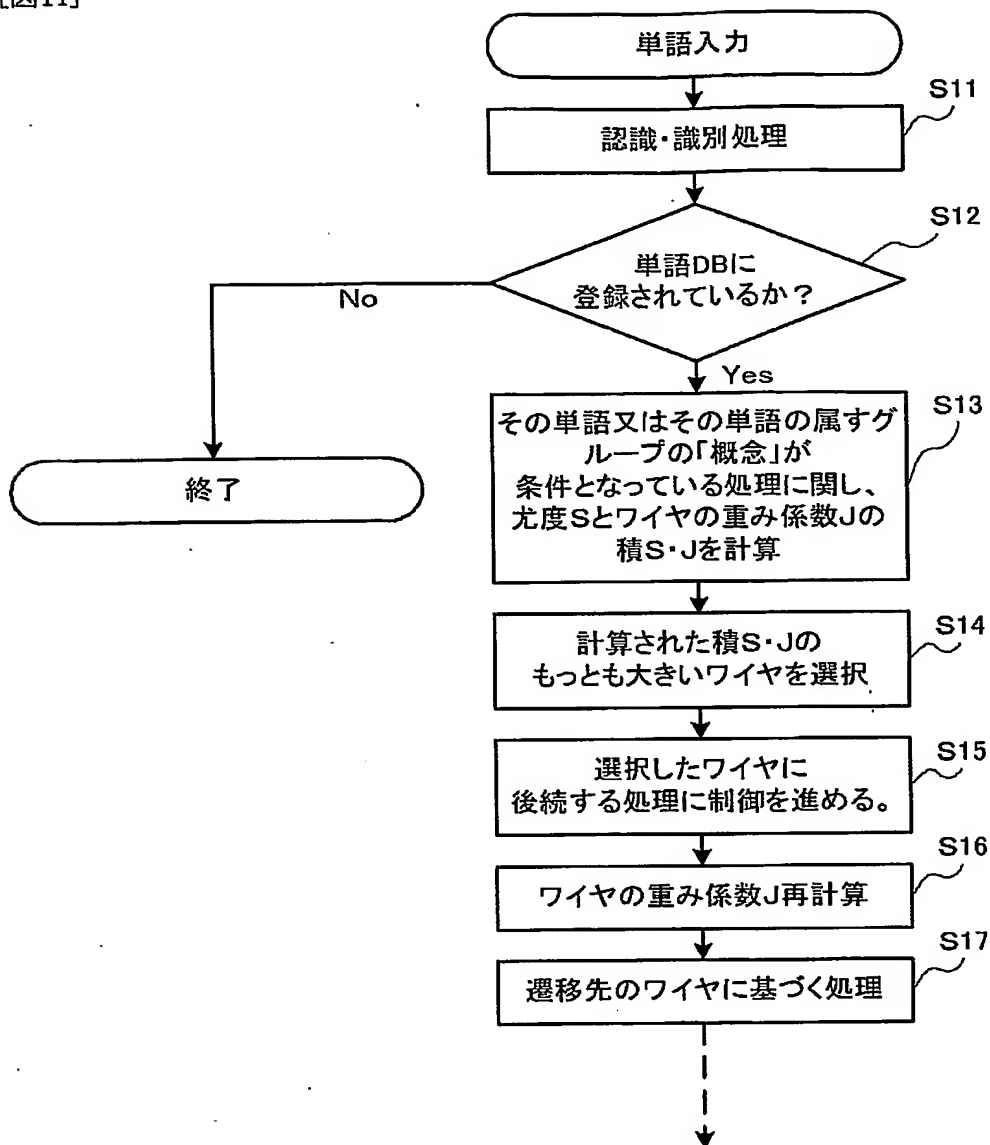 [図11]
単語入力
S11
認識・識別処理
S12
単語DBに
登録されているか？
No
Yes
S13
その単語又はその単語の属すグ
ループの「概念」が
条件となっている処理に関し、
尤度SとワイヤのS重み係数Jの
積S・Jを計算
終了
S14
計算された積S・Jの
もっとも大きいワイヤを選択
S15
選択したワイヤに
後続する処理に制御を進める。
S16
ワイヤの重み係数J再計算
S17
遷移先のワイヤに基づく処理